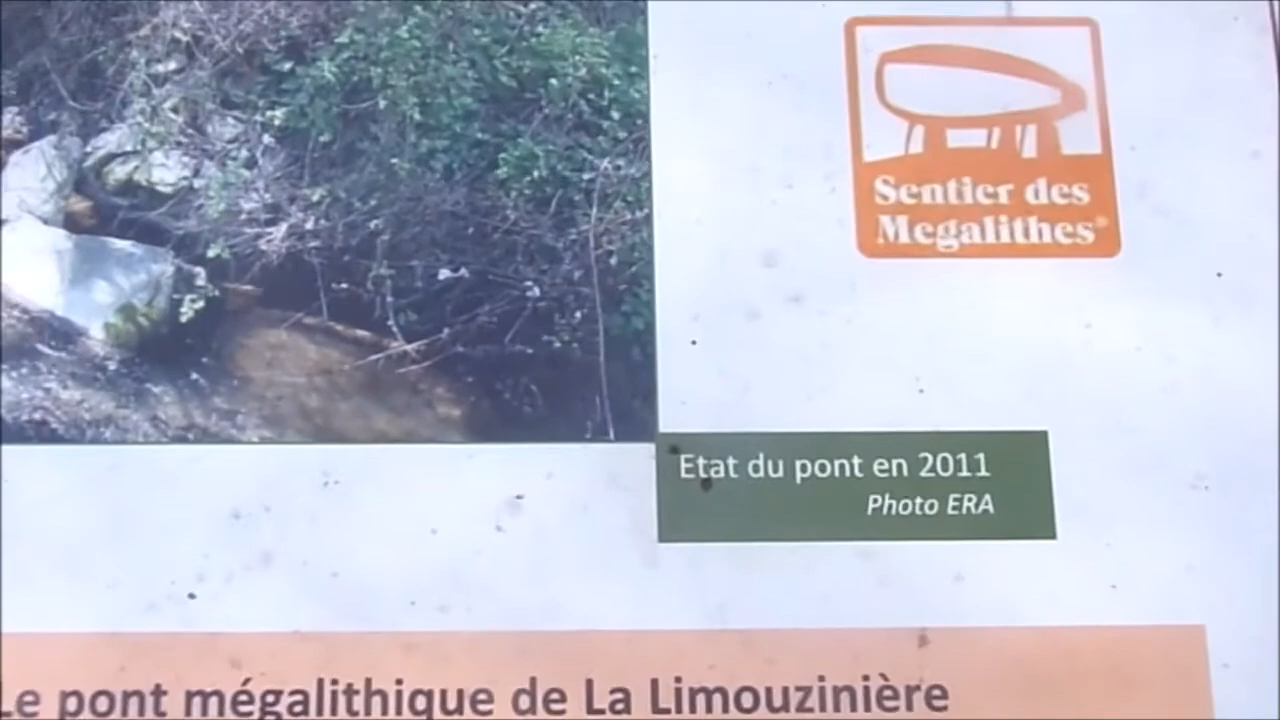 Sentier des
Megalithes®
Etat du pont en 2011
Photo ERA
Le pont mégalithique de La Limouzinière